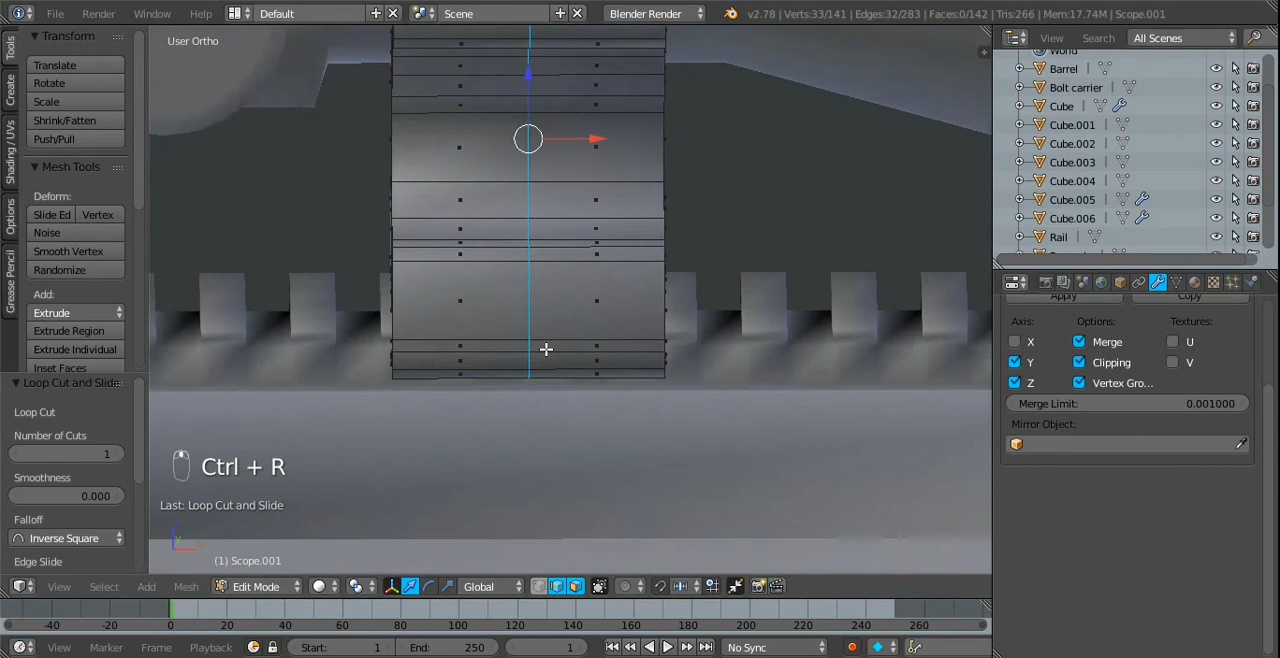 File Render Window Help Default Scene Blender Render v2.78 | Verts:33/141 | Edges:32/283 | Faces:0/142 | Tris:266 | Mem:17.74M | Scope.001
Tools
Create
Shading / UVs
Options
Grease Pencil
Transform
Translate
Rotate
Scale
Shrink/Fatten
Push/Pull
Mesh Tools
Deform:
Slide Ed Vertex
Noise
Smooth Vertex
Randomize
Add:
Extrude
Extrude Region
Extrude Individual
Inset Faces
Loop Cut and Slide
Loop Cut
Number of Cuts
1
Smoothness
0.000
Falloff
Inverse Square
Edge Slide
User Ortho
Ctrl + R
Last: Loop Cut and Slide
(1) Scope.001
View Select Add Mesh Edit Mode Global
-40 -20 0 20 40 60 80 100 120 140 160 180 200 220 240 260
View Marker Frame Playback Start: 1 End: 250 1 No Sync
View Search All Scenes
World
Barrel
Bolt carrier
Cube
Cube.001
Cube.002
Cube.003
Cube.004
Cube.005
Cube.006
Rail
Apply Copy
Axis: Options: Textures:
X Merge U
Y Clipping V
Z Vertex Gro...
Merge Limit: 0.001000
Mirror Object: